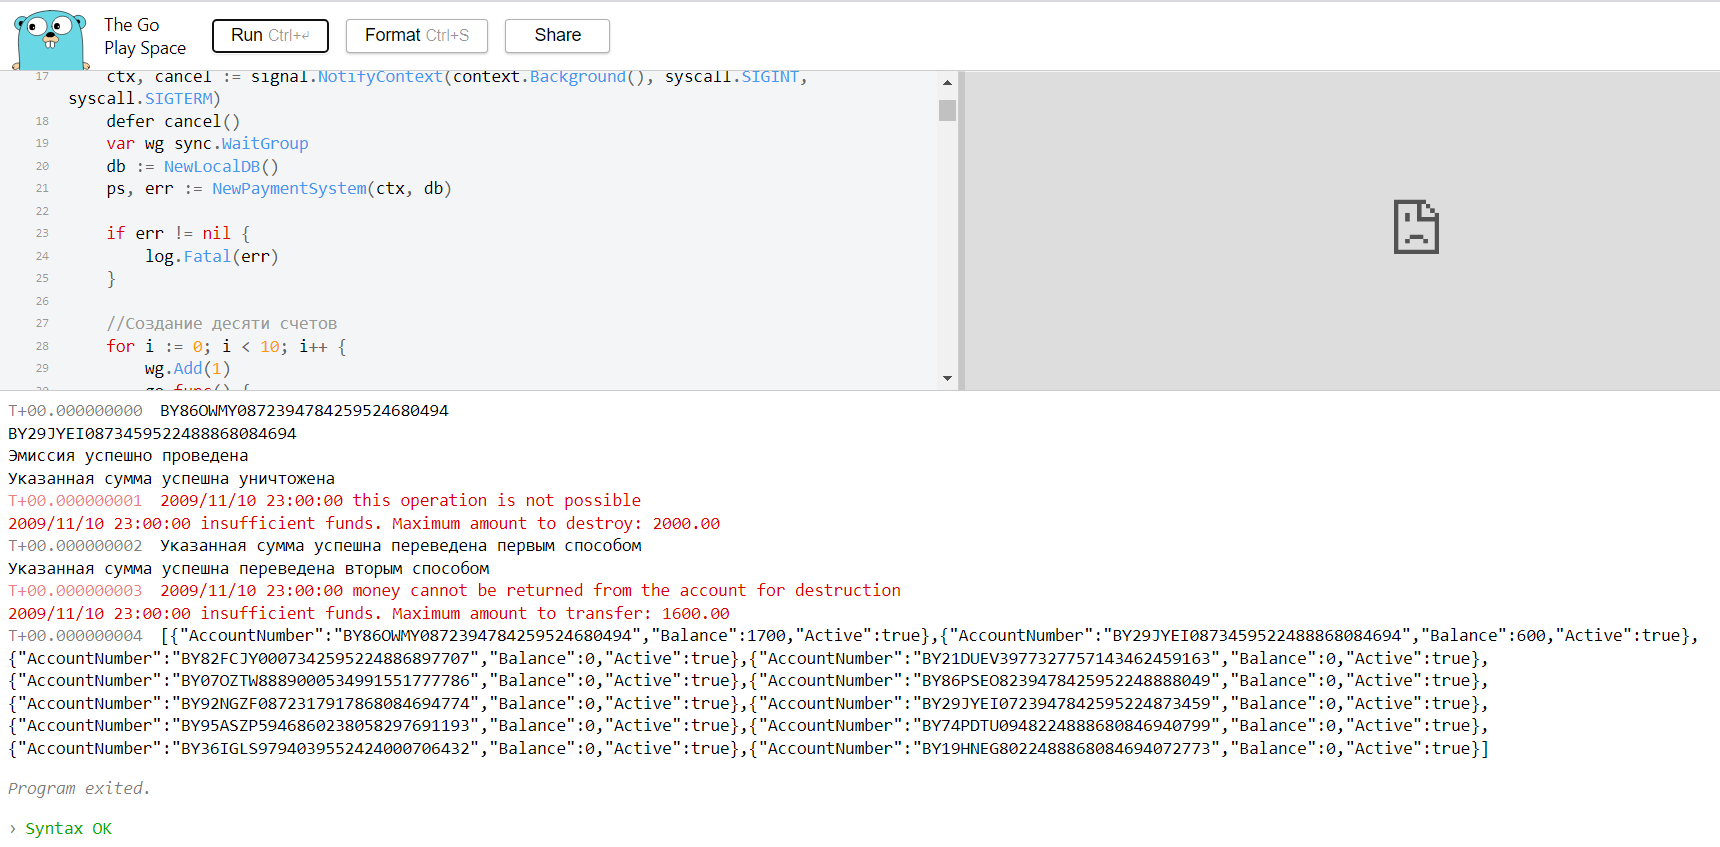 The Go
Play Space
Run Ctrl+↵
Format Ctrl+S
Share
17 ctx, cancel := signal.NotifyContext(context.Background(), syscall.SIGINT,
syscall.SIGTERM)
18 defer cancel()
19 var wg sync.WaitGroup
20 db := NewLocalDB()
21 ps, err := NewPaymentSystem(ctx, db)
22
23 if err != nil {
24 log.Fatal(err)
25 }
26
27 //Создание десяти счетов
28 for i := 0; i < 10; i++ {
29 wg.Add(1)
30 go func() {
T+00.000000000 BY86OWMY0872394784259524680494
BY29JYEI0873459522488868084694
Эмиссия успешно проведена
Указанная сумма успешна уничтожена
T+00.000000001 2009/11/10 23:00:00 this operation is not possible
2009/11/10 23:00:00 insufficient funds. Maximum amount to destroy: 2000.00
T+00.000000002 Указанная сумма успешна переведена первым способом
Указанная сумма успешна переведена вторым способом
T+00.000000003 2009/11/10 23:00:00 money cannot be returned from the account for destruction
2009/11/10 23:00:00 insufficient funds. Maximum amount to transfer: 1600.00
T+00.000000004 [{"AccountNumber":"BY86OWMY0872394784259524680494","Balance":1700,"Active":true},{"AccountNumber":"BY29JYEI0873459522488868084694","Balance":600,"Active":true},
{"AccountNumber":"BY82FCJY0007342595224886897707","Balance":0,"Active":true},{"AccountNumber":"BY21DUEV3977327757143462459163","Balance":0,"Active":true},
{"AccountNumber":"BY07OZTW8889000534991551777786","Balance":0,"Active":true},{"AccountNumber":"BY86PSEO8239478425952248888049","Balance":0,"Active":true},
{"AccountNumber":"BY92NGZF0872317917868084694774","Balance":0,"Active":true},{"AccountNumber":"BY29JYEI0723947842595224873459","Balance":0,"Active":true},
{"AccountNumber":"BY95ASZP5946860238058297691193","Balance":0,"Active":true},{"AccountNumber":"BY74PDTU0948224888680846940799","Balance":0,"Active":true},
{"AccountNumber":"BY36IGLS9794039552424000706432","Balance":0,"Active":true},{"AccountNumber":"BY19HNEG8022488868084694072773","Balance":0,"Active":true}]
Program exited.
› Syntax OK